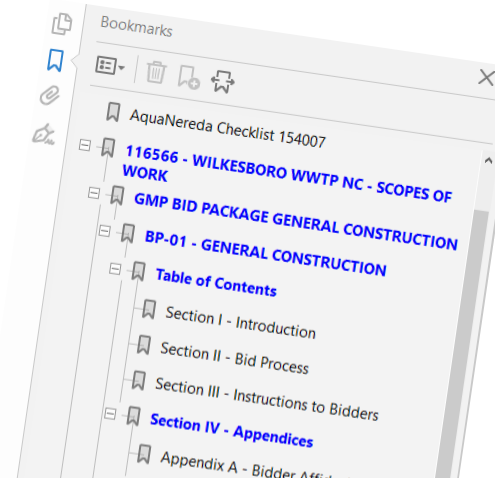 Bookmarks
AquaNereda Checklist 154007
116566 - WILKESBORO WWTP NC - SCOPES OF
WORK
GMP BID PACKAGE GENERAL CONSTRUCTION
BP-01 - GENERAL CONSTRUCTION
Table of Contents
Section I - Introduction
Section II - Bid Process
Section III - Instructions to Bidders
Section IV - Appendices
Appendix A - Bidder